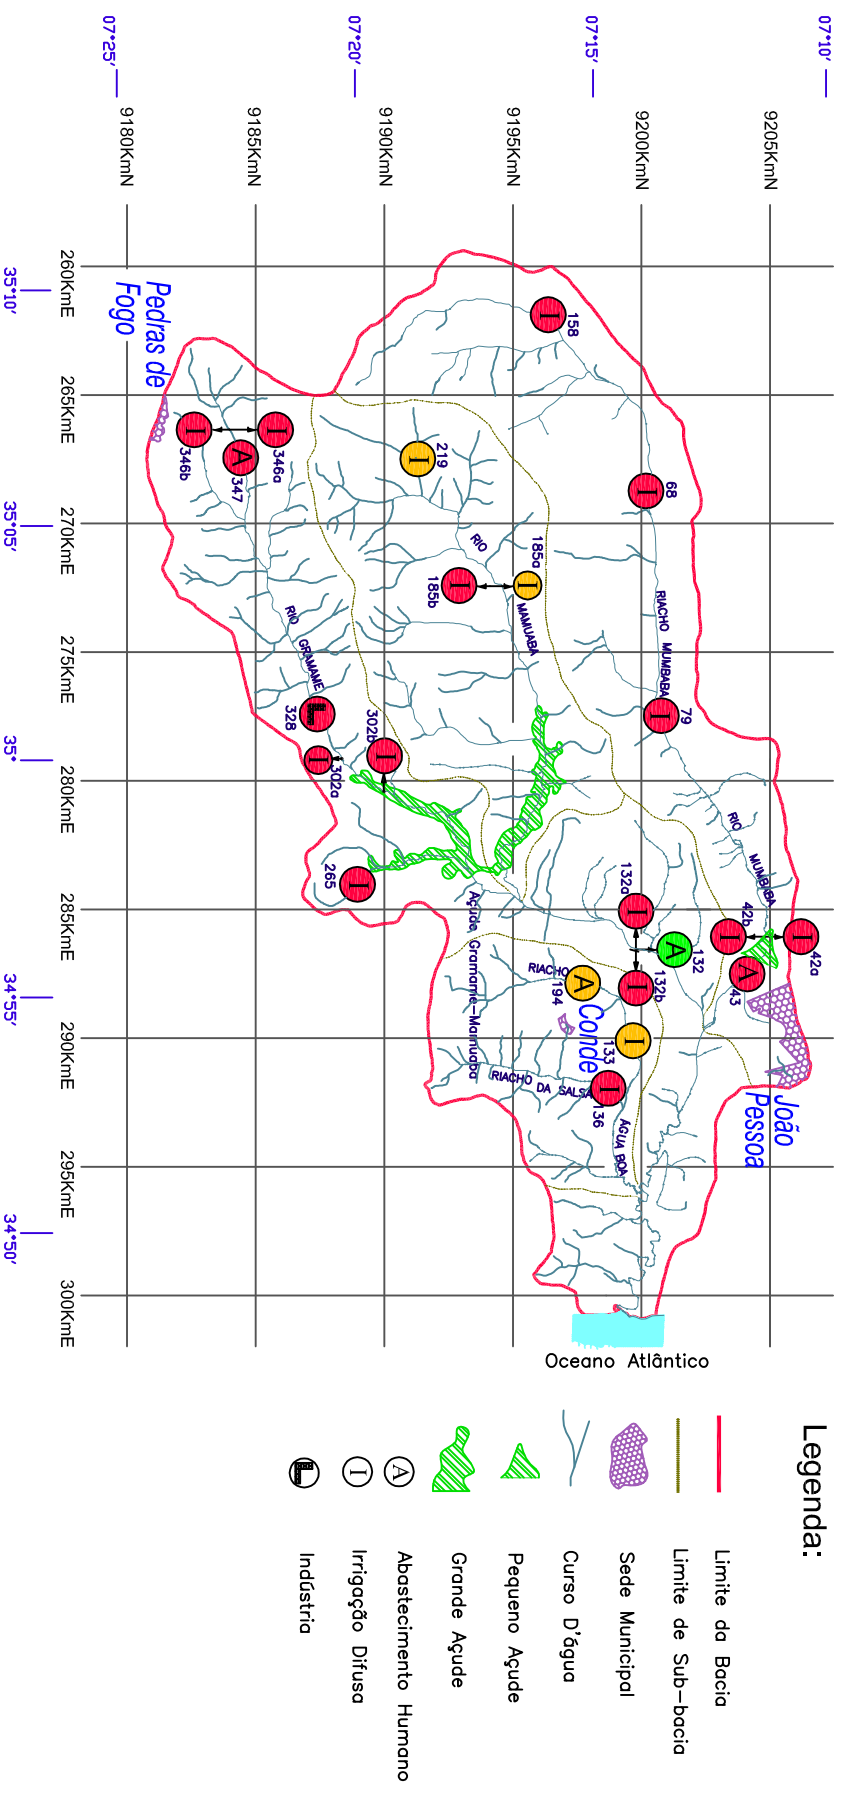 07°25'
07°20'
07°15'
07°10'
9180KmN
9185KmN
9190KmN
9195KmN
9200KmN
9205KmN
260KmE
265KmE
270KmE
275KmE
280KmE
285KmE
290KmE
295KmE
300KmE
35°10'
35°05'
35°
34°55'
34°50'
Pedras de
Fogo
João
Pessoa
Conde
I
158
I
68
RIACHO MUMBABA
I
79
RIO MUMBABA
I
42a
I
42b
A
43
A
132
I
132a
I
132b
I
133
A
194
I
136
RIACHO
RIACHO DA SALSA
ÁGUA BOA
Açude Gramame-Mamuaba
I
219
I
185a
I
185b
RIO MAMUABA
I
346a
I
346b
A
347
RIO GRAMAME
L
328
I
302a
I
302b
I
265
Oceano Atlântico
Legenda:
Limite da Bacia
Limite de Sub-bacia
Sede Municipal
Curso D'água
Pequeno Açude
Grande Açude
A
Abastecimento Humano
I
Irrigação Difusa
L
Indústria